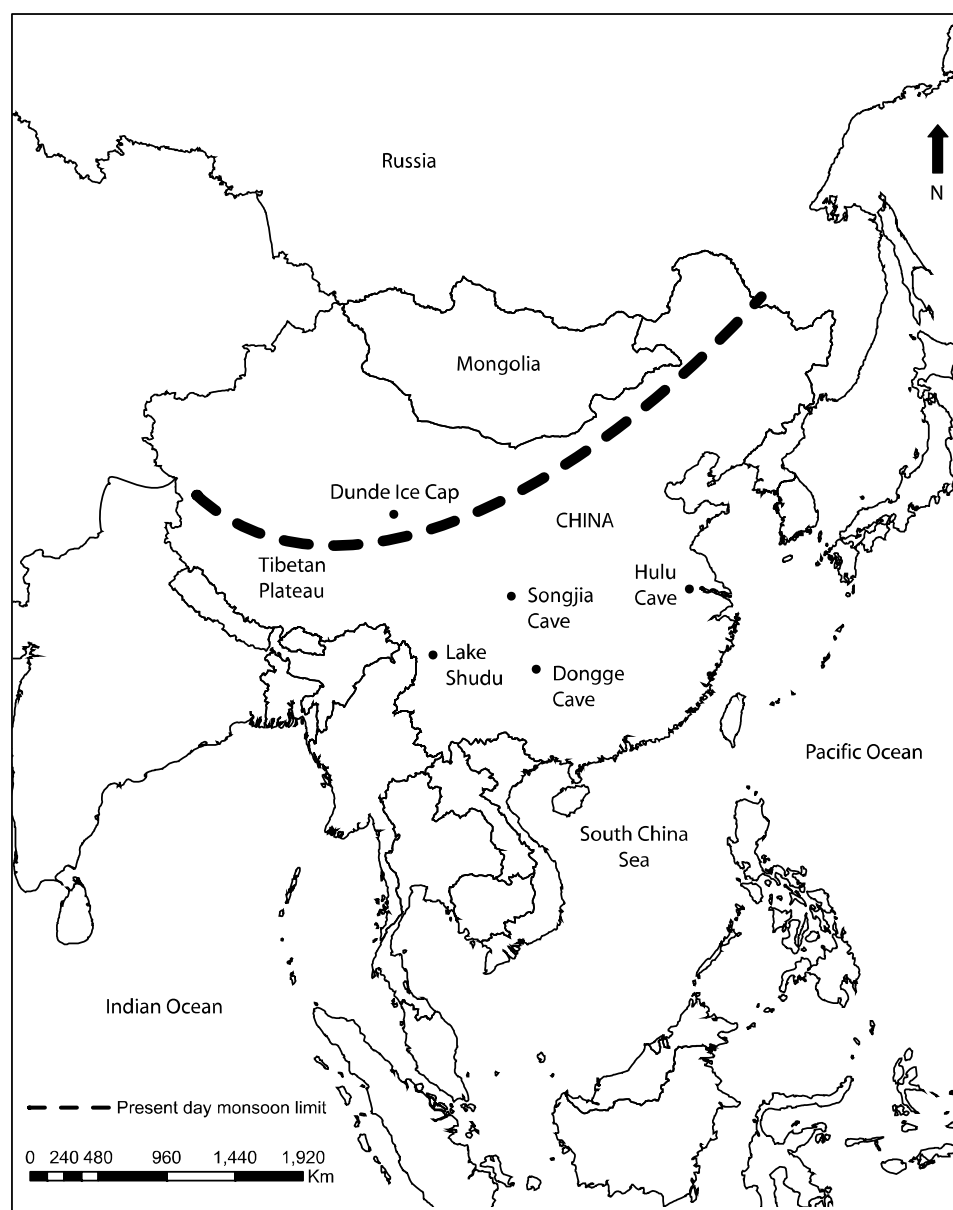 Russia
N
Mongolia
Dunde Ice Cap
CHINA
Tibetan
Plateau
Hulu
Cave
Songjia
Cave
Lake
Shudu
Dongge
Cave
Pacific Ocean
South China
Sea
Indian Ocean
Present day monsoon limit
0 240 480 960 1,440 1,920
Km